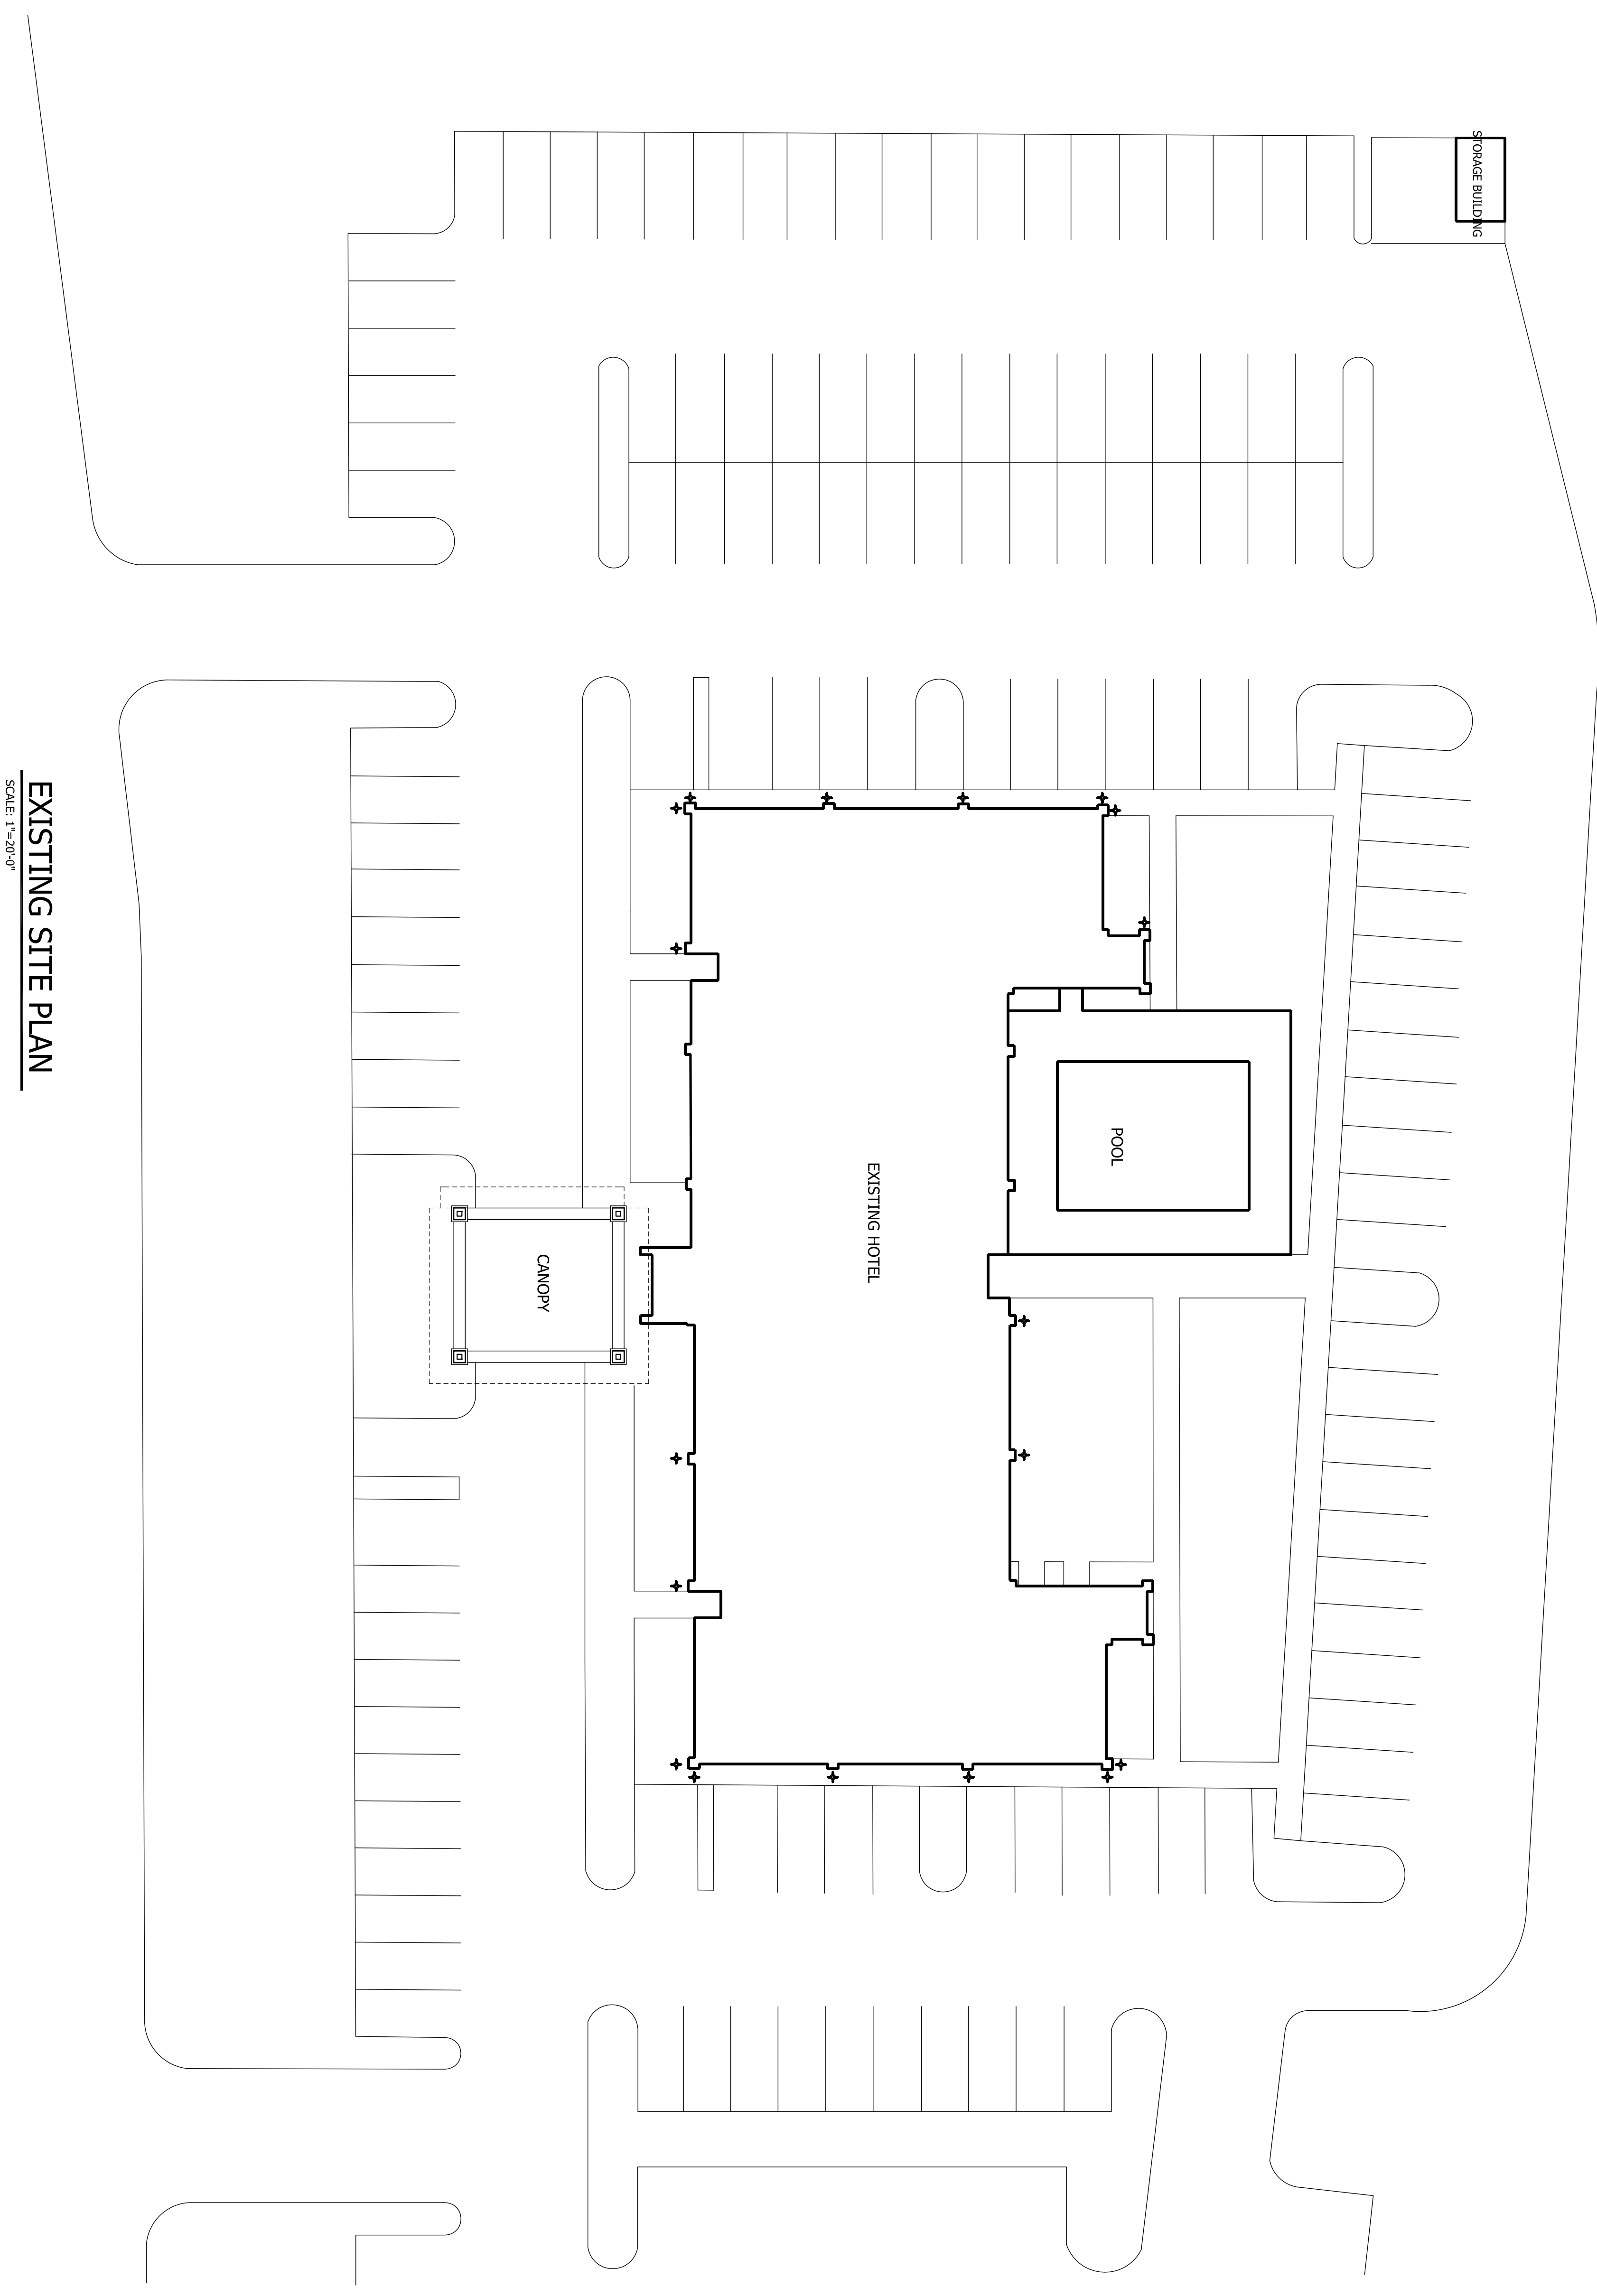 STORAGE BUILDING
POOL
EXISTING HOTEL
CANOPY
EXISTING SITE PLAN
SCALE: 1"=20'-0"